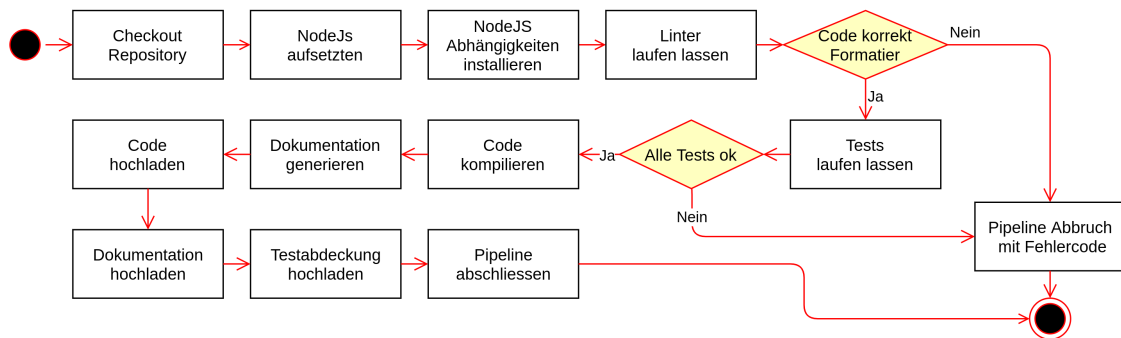 Checkout
Repository
NodeJs
aufsetzten
NodeJS
Abhängigkeiten
installieren
Linter
laufen lassen
Code korrekt
Formatier
Nein
Ja
Code
hochladen
Dokumentation
generieren
Code
kompilieren
Ja
Alle Tests ok
Tests
laufen lassen
Nein
Pipeline Abbruch
mit Fehlercode
Dokumentation
hochladen
Testabdeckung
hochladen
Pipeline
abschliessen